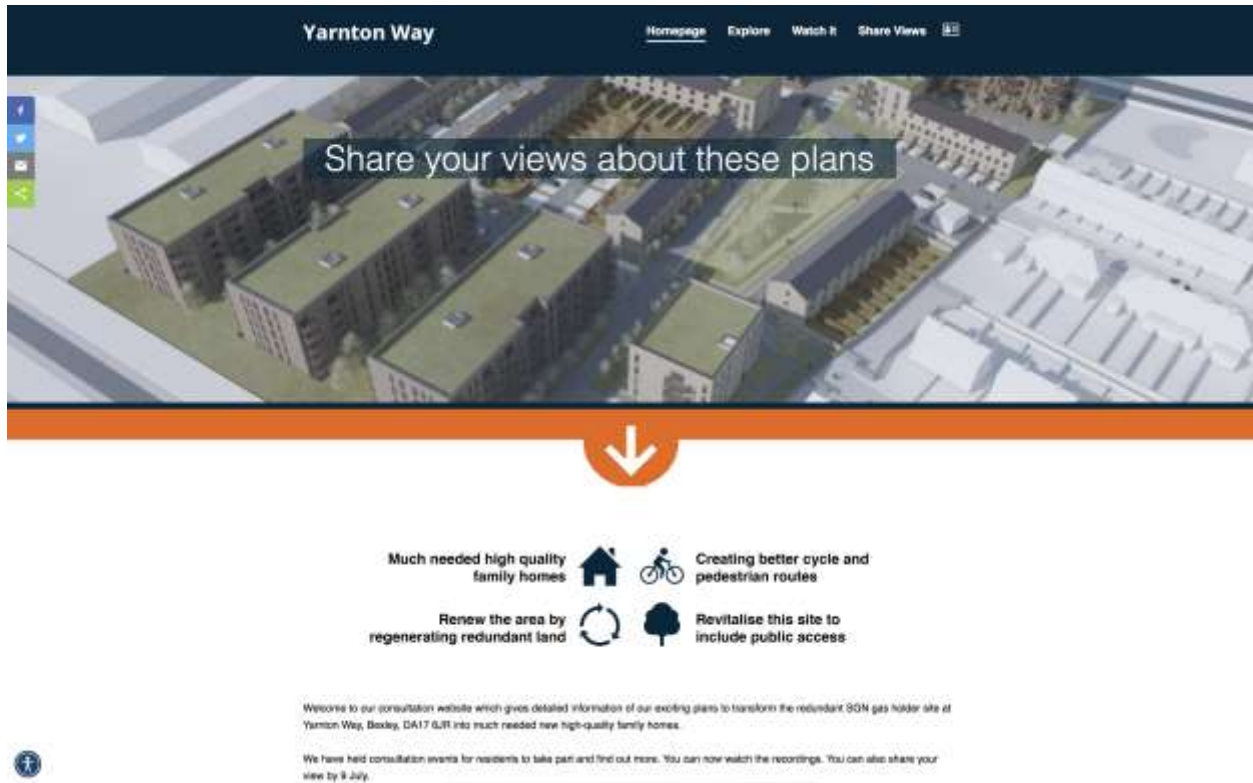 Yarnton Way
Homepage Explore Watch It Share Views
Share your views about these plans
Much needed high quality
family homes
Creating better cycle and
pedestrian routes
Renew the area by
regenerating redundant land
Revitalise this site to
include public access
Welcome to our consultation website which gives detailed information of our exciting plans to transform the redundant SGN gas holder site at
Yarnton Way, Bexley, DA17 6JR into much needed new high-quality family homes.
We have held consultation events for residents to take part and find out more. You can now watch the recordings. You can also share your
view by 9 July.